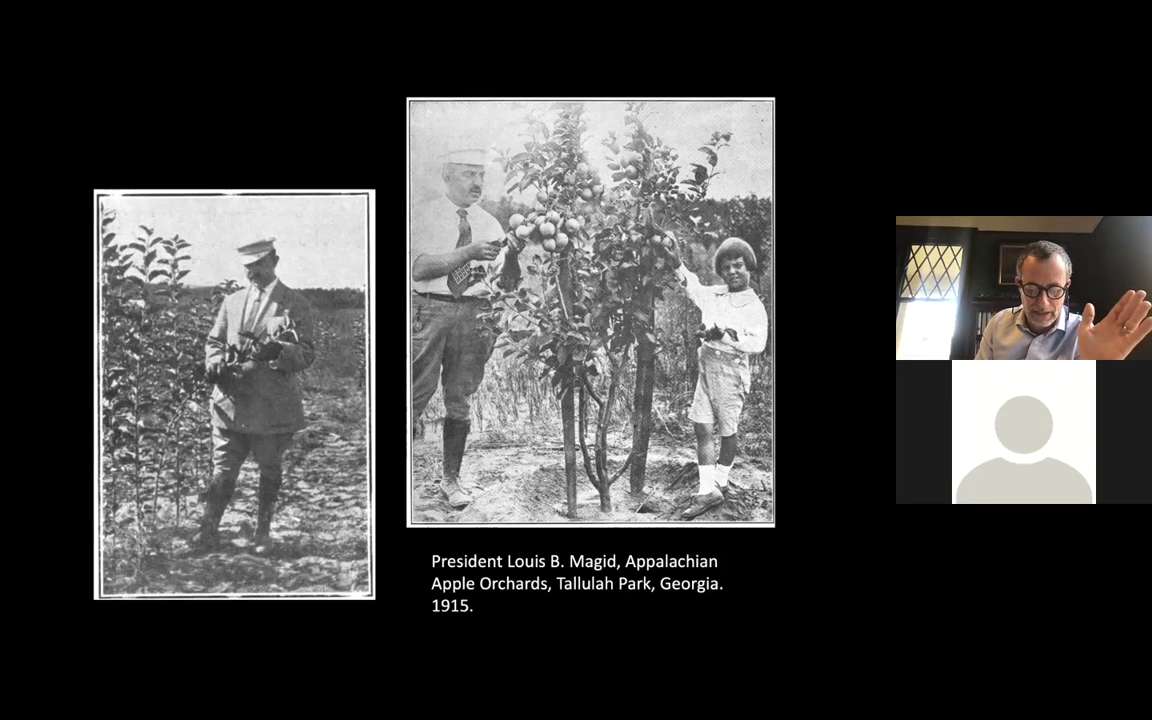 President Louis B. Magid, Appalachian
Apple Orchards, Tallulah Park, Georgia.
1915.